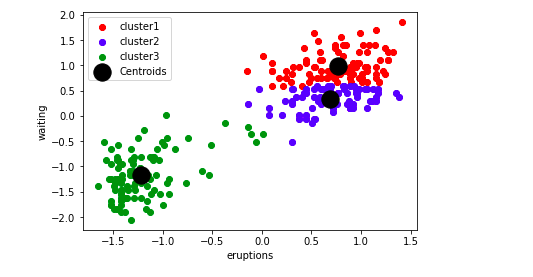 2.0
1.5
1.0
0.5
0.0
−0.5
−1.0
−1.5
−2.0
waiting
cluster1
cluster2
cluster3
Centroids
−1.5 −1.0 −0.5 0.0 0.5 1.0 1.5
eruptions